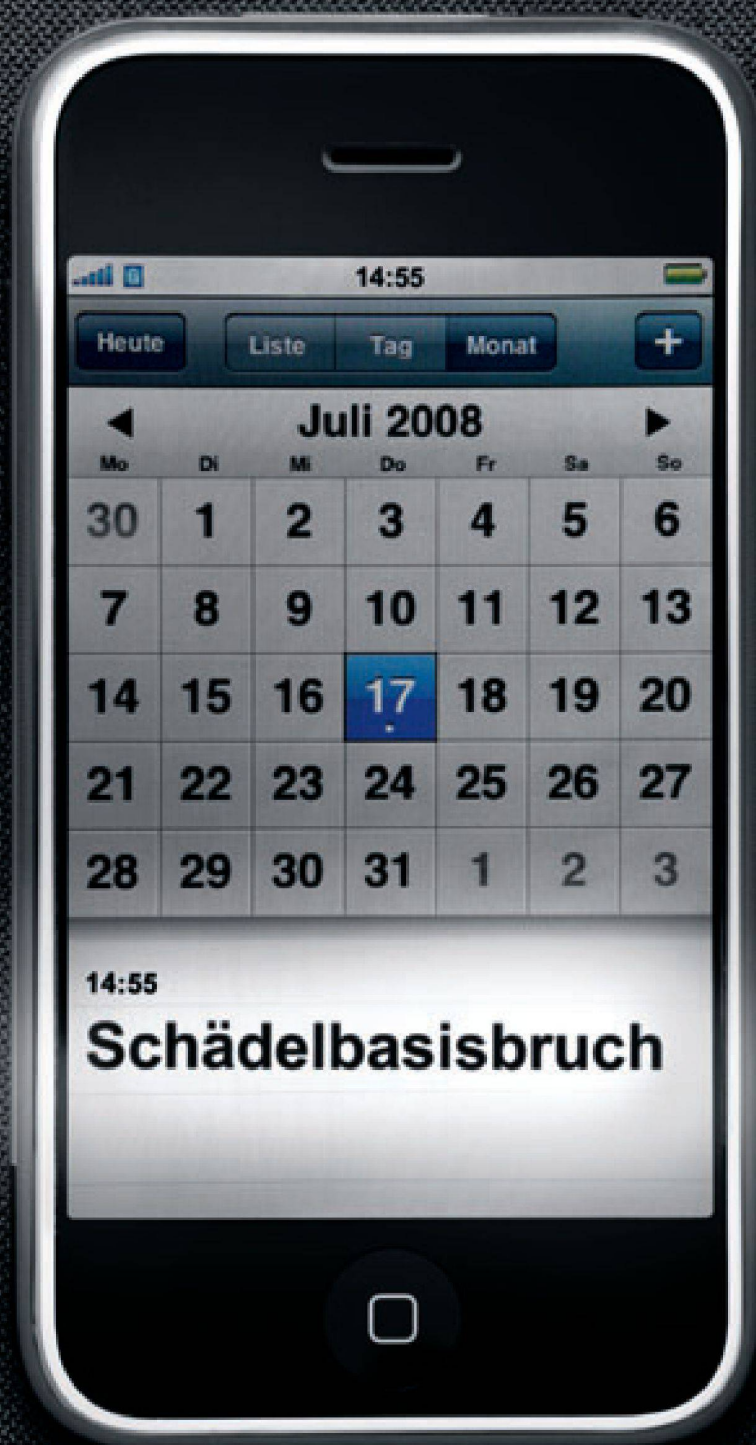 14:55
Heute Liste Tag Monat +
Juli 2008
Mo Di Mi Do Fr Sa So
30 1 2 3 4 5 6
7 8 9 10 11 12 13
14 15 16 17 18 19 20
21 22 23 24 25 26 27
28 29 30 31 1 2 3
14:55
Schädelbasisbruch